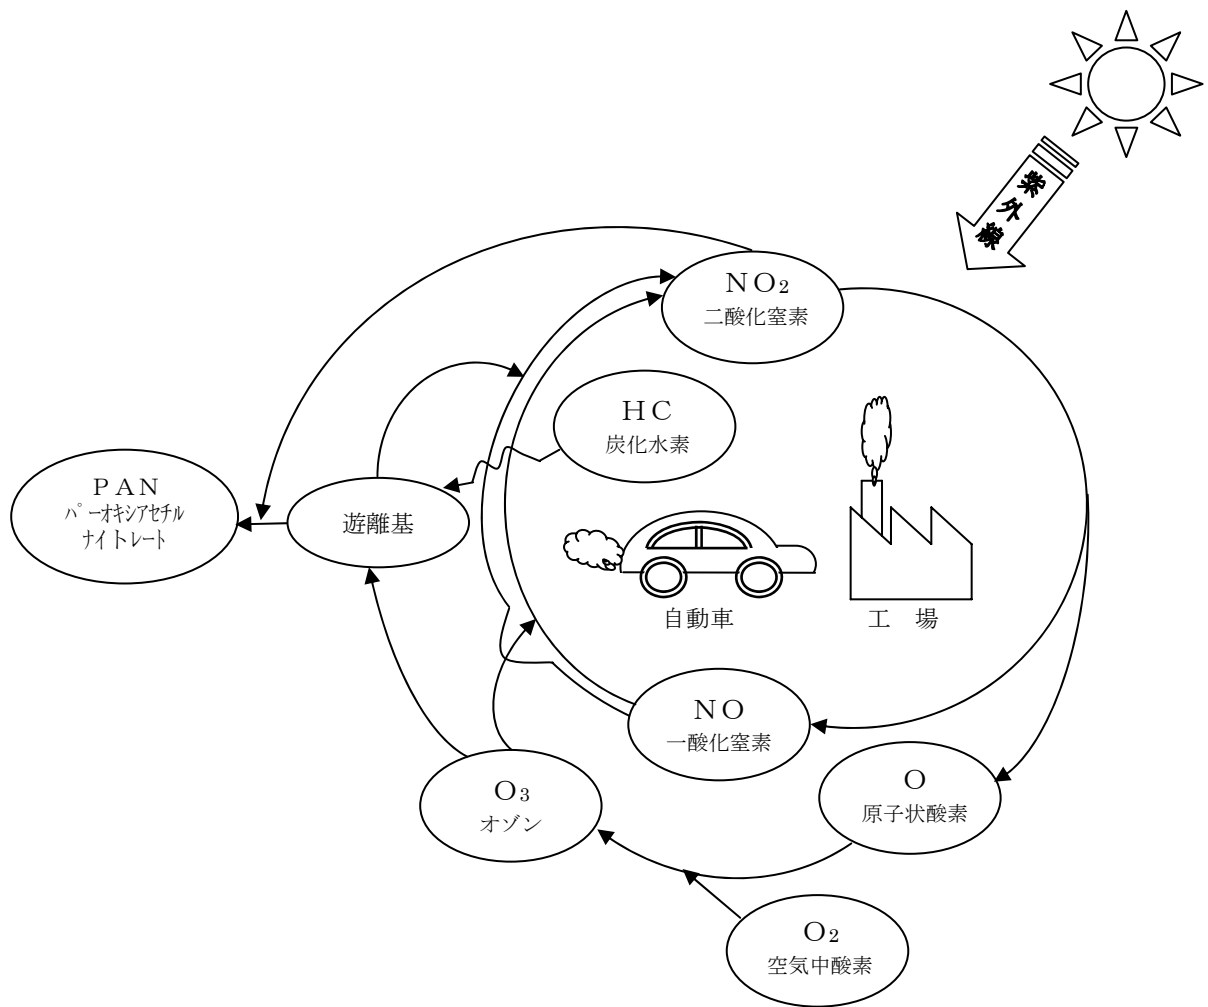 紫外線
NO2
二酸化窒素
HC
炭化水素
PAN
パーオキシアセチル
ナイトレート
遊離基
自動車
工 場
NO
一酸化窒素
O3
オゾン
O
原子状酸素
O2
空気中酸素